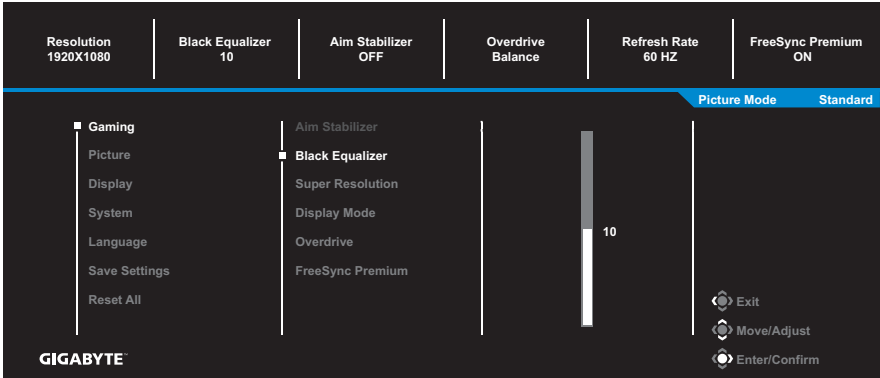 Resolution
1920X1080
Black Equalizer
10
Aim Stabilizer
OFF
Overdrive
Balance
Refresh Rate
60 HZ
FreeSync Premium
ON
Picture Mode Standard
Gaming
Picture
Display
System
Language
Save Settings
Reset All
Aim Stabilizer
Black Equalizer
Super Resolution
Display Mode
Overdrive
FreeSync Premium
10
Exit
Move/Adjust
Enter/Confirm
GIGABYTE™